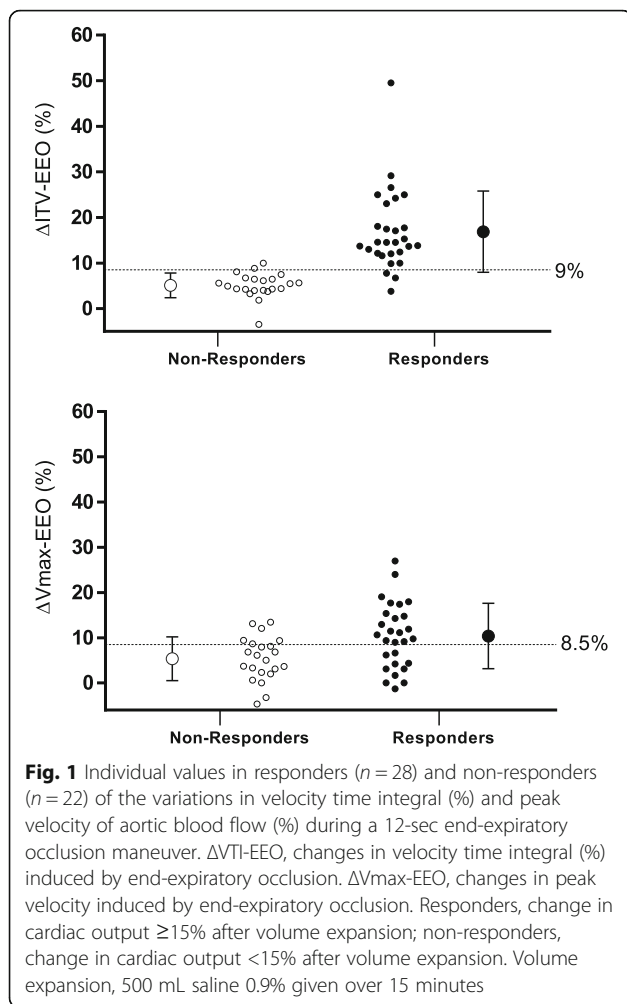 60
50
40
30
20
10
0
ΔITV-EEO (%)
9%
Non-Responders Responders
60
50
40
30
20
10
0
ΔVmax-EEO (%)
8.5%
Non-Responders Responders
Fig. 1 Individual values in responders (n = 28) and non-responders
(n = 22) of the variations in velocity time integral (%) and peak
velocity of aortic blood flow (%) during a 12-sec end-expiratory
occlusion maneuver. ΔVTI-EEO, changes in velocity time integral (%)
induced by end-expiratory occlusion. ΔVmax-EEO, changes in peak
velocity induced by end-expiratory occlusion. Responders, change in
cardiac output ≥15% after volume expansion; non-responders,
change in cardiac output <15% after volume expansion. Volume
expansion, 500 mL saline 0.9% given over 15 minutes